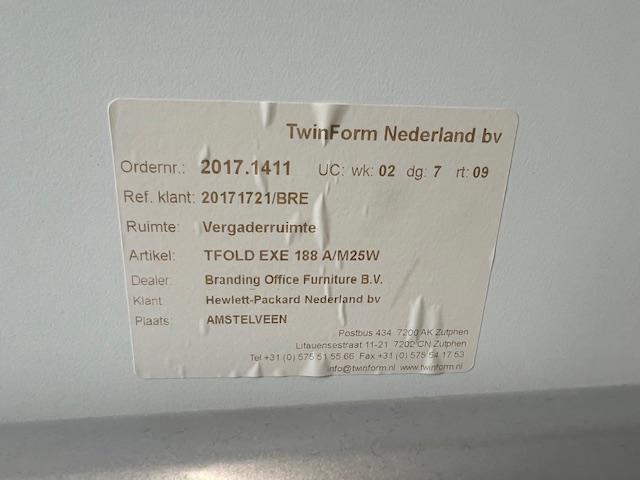 TwinForm Nederland bv
Ordernr.: 2017.1411 UC: wk: 02 dg: 7 rt: 09
Ref. klant: 20171721/BRE
Ruimte: Vergaderruimte
Artikel: TFOLD EXE 188 A/M25W
Dealer: Branding Office Furniture B.V.
Klant: Hewlett-Packard Nederland bv
Plaats: AMSTELVEEN
Postbus 434 7200 AK Zutphen
Litauensestraat 11-21 7202 CN Zutphen
Tel +31 (0) 575 51 55 66 Fax +31 (0) 575 54 17 53
info@twinform.nl www.twinform.nl